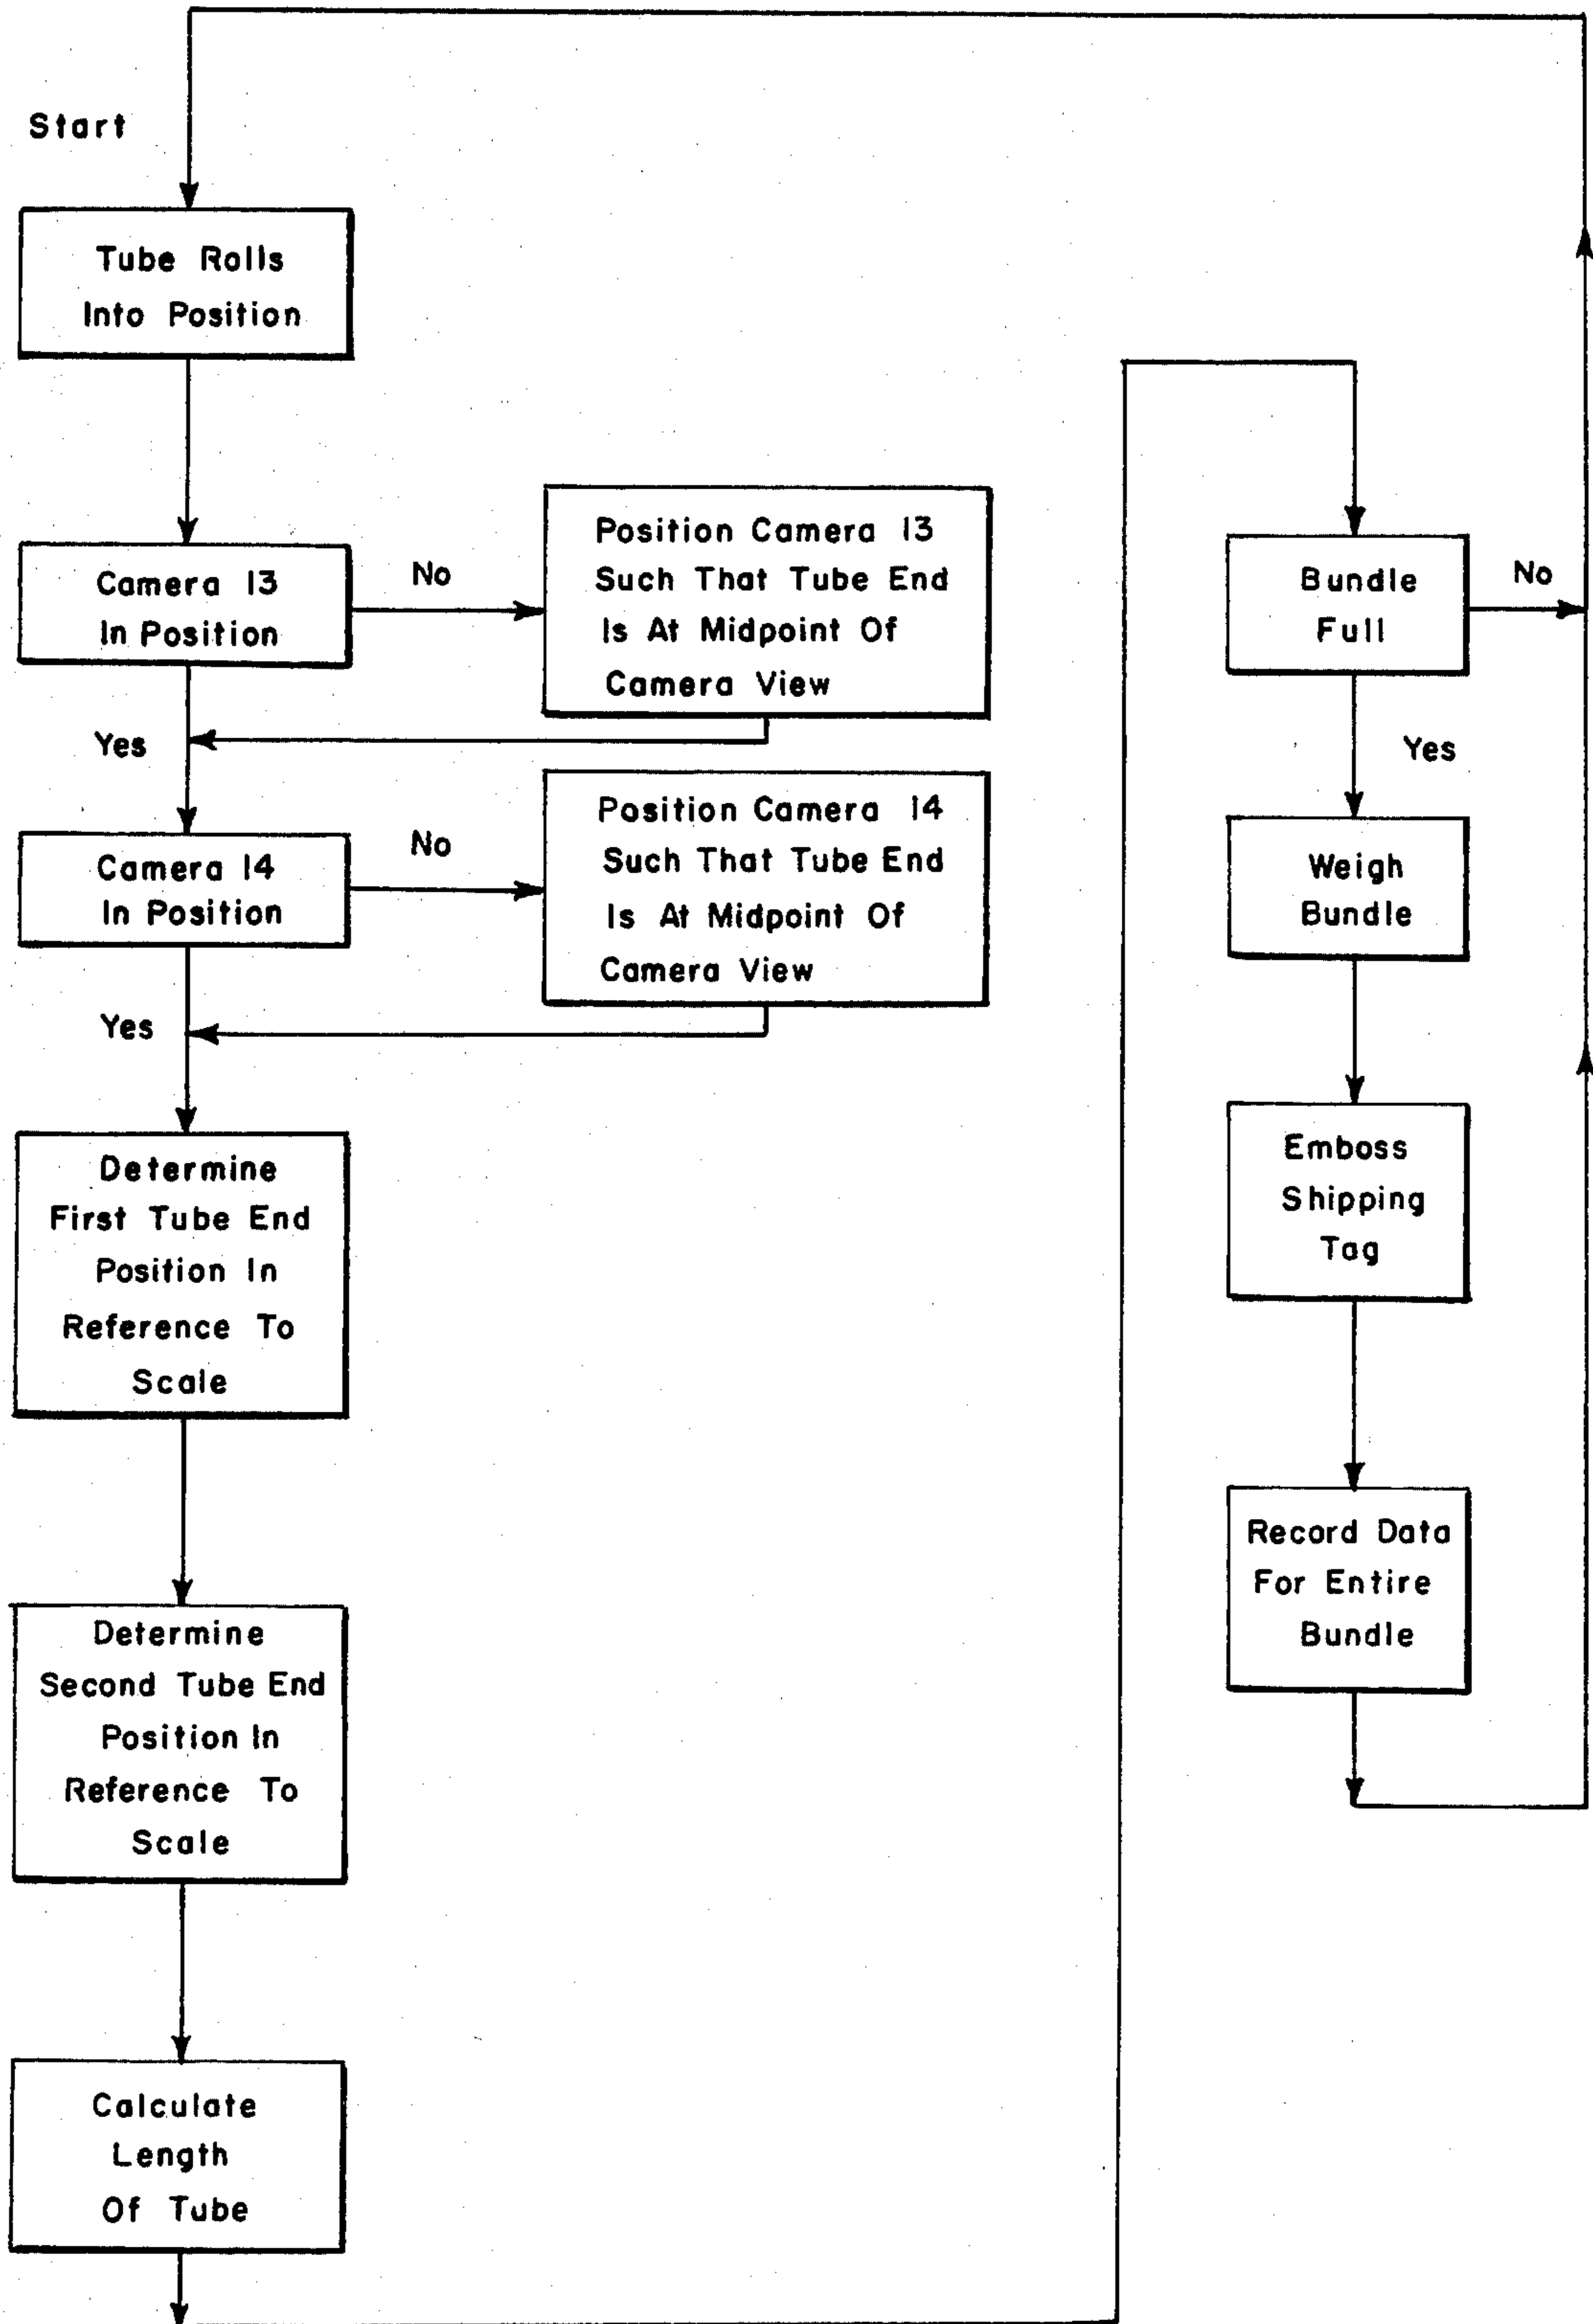 Start
Tube Rolls
Into Position
Camera 13
In Position
No
Position Camera 13
Such That Tube End
Is At Midpoint Of
Camera View
Yes
Camera 14
In Position
No
Position Camera 14
Such That Tube End
Is At Midpoint Of
Camera View
Yes
Determine
First Tube End
Position In
Reference To
Scale
Determine
Second Tube End
Position In
Reference To
Scale
Calculate
Length
Of Tube
Bundle
Full
No
Yes
Weigh
Bundle
Emboss
Shipping
Tag
Record Data
For Entire
Bundle